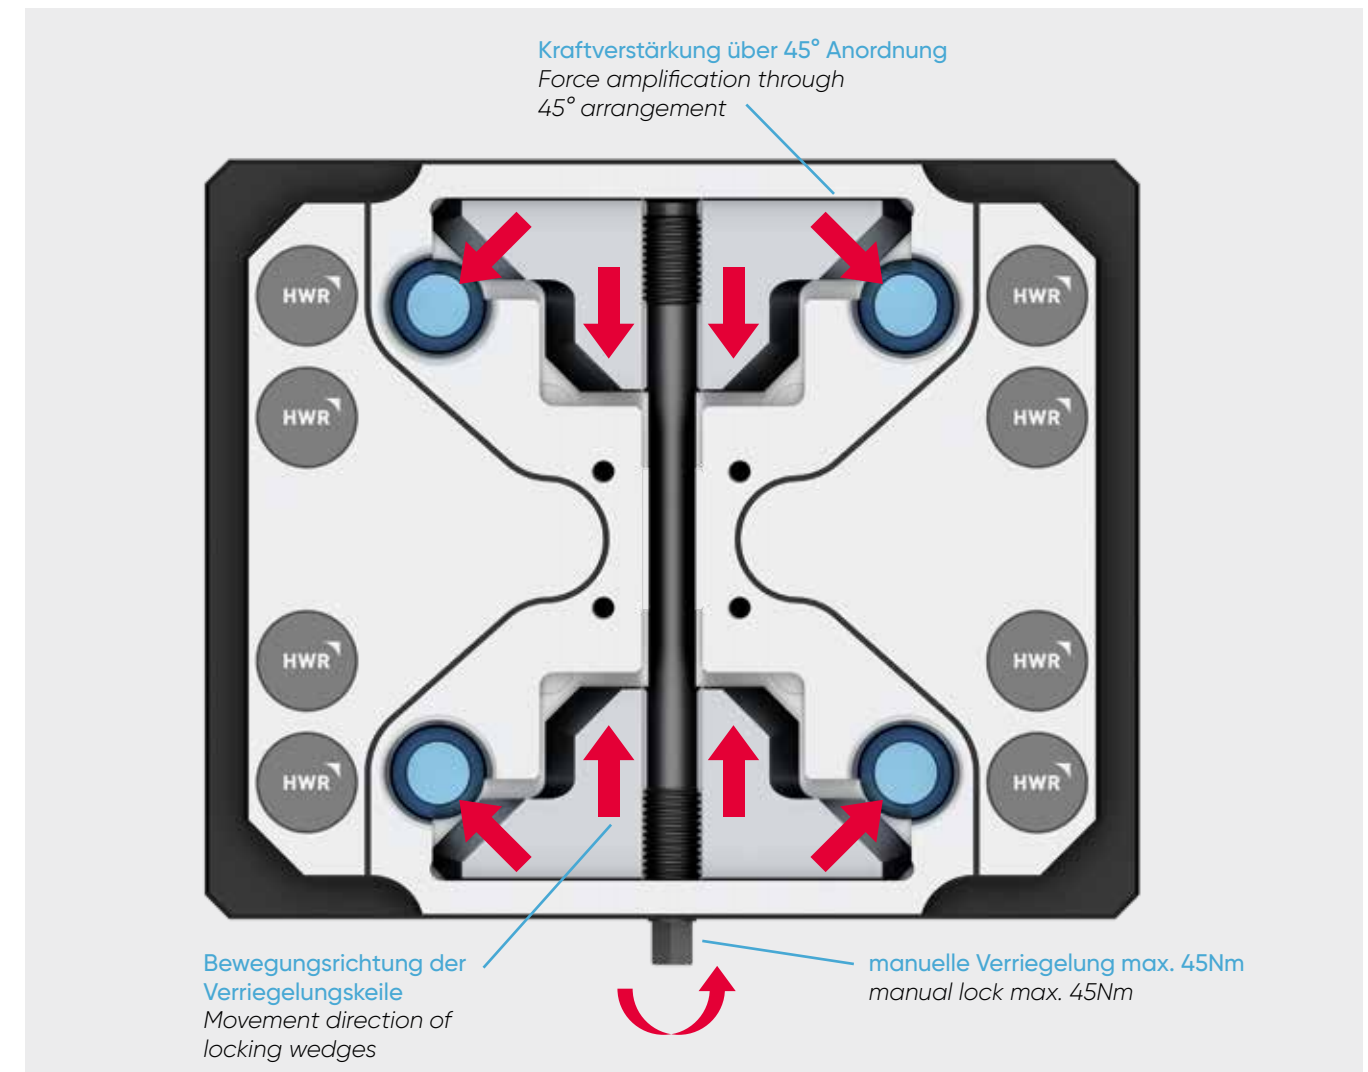 Kraftverstärkung über 45° Anordnung
Force amplification through
45° arrangement
HWR
HWR
HWR
HWR
HWR
HWR
HWR
HWR
Bewegungsrichtung der
Verriegelungskeile
Movement direction of
locking wedges
manuelle Verriegelung max. 45Nm
manual lock max. 45Nm